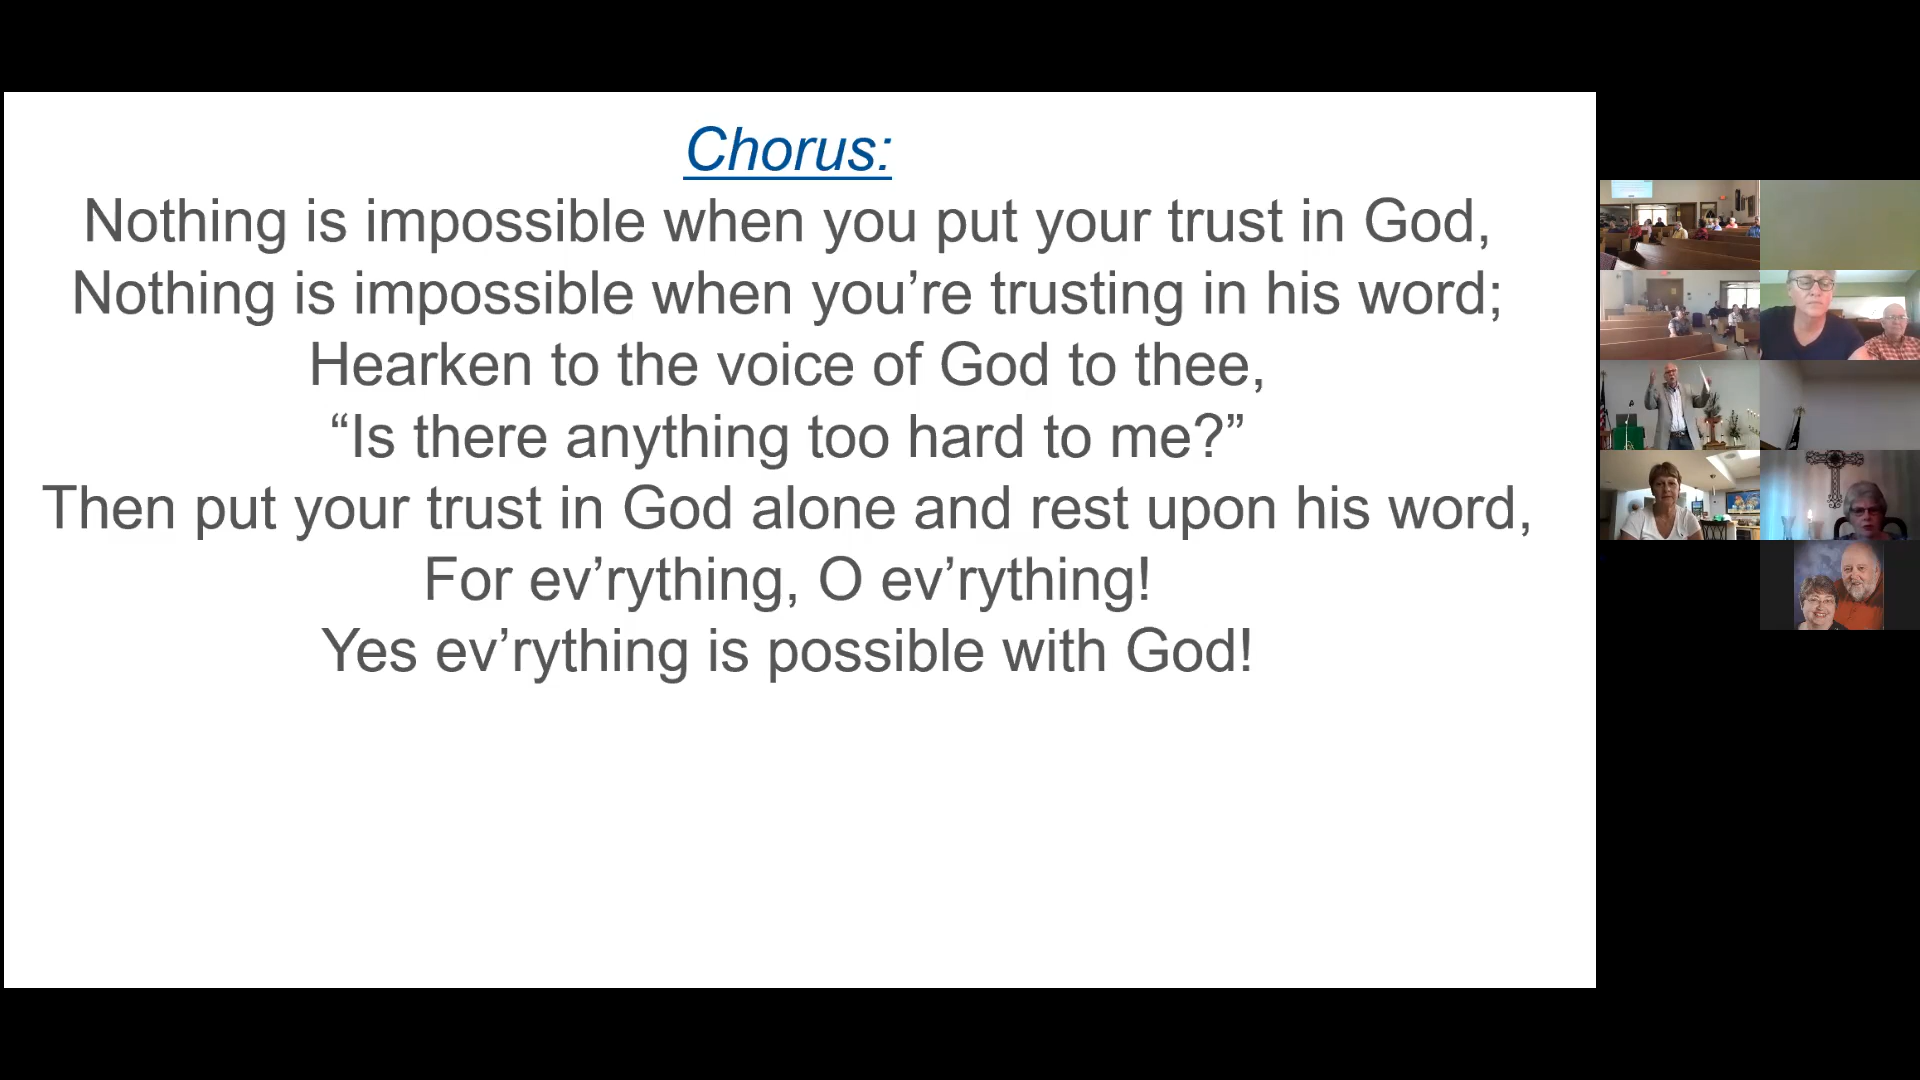 Chorus:
Nothing is impossible when you put your trust in God,
Nothing is impossible when you’re trusting in his word;
Hearken to the voice of God to thee,
“Is there anything too hard to me?”
Then put your trust in God alone and rest upon his word,
For ev’rything, O ev’rything!
Yes ev’rything is possible with God!